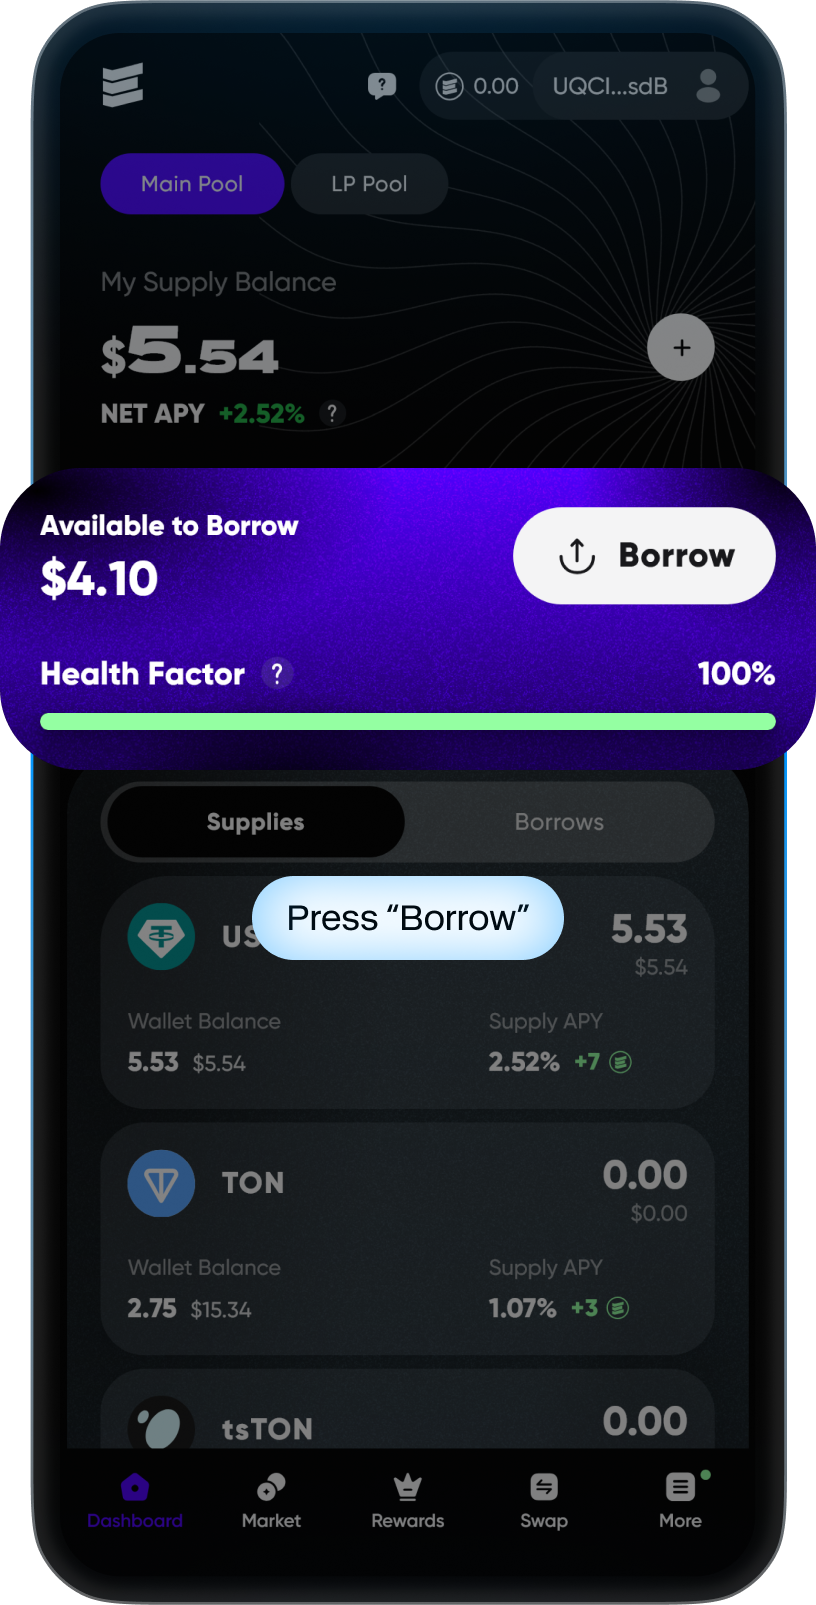 ?
0.00
UQCI...sdB
Main Pool
LP Pool
My Supply Balance
$5.54
NET APY +2.52% ?
Available to Borrow
$4.10
Borrow
Health Factor ?
100%
Supplies
Borrows
Press “Borrow”
US
5.53
$5.54
Wallet Balance
Supply APY
5.53 $5.54
2.52% +7
TON
0.00
$0.00
Wallet Balance
Supply APY
2.75 $15.34
1.07% +3
tsTON
0.00
Dashboard
Market
Rewards
Swap
More